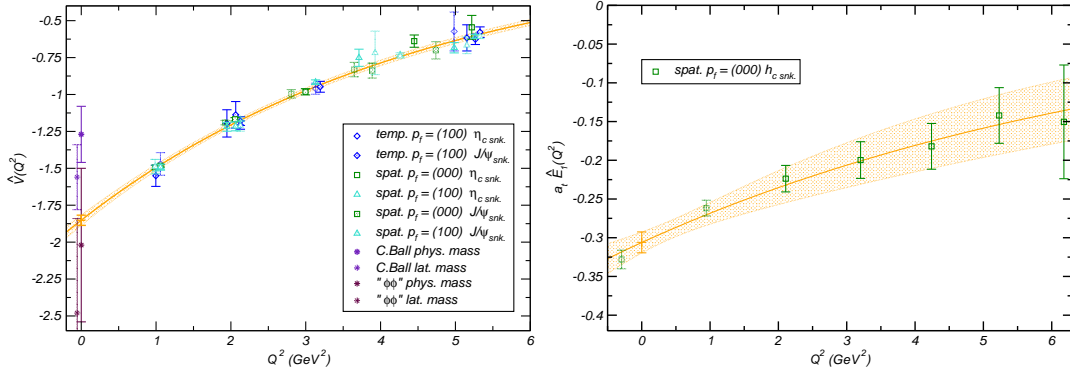 -0.5
-0.75
-1
-1.25
-1.5
-1.75
-2
-2.25
-2.5
V̂(Q²)
0 1 2 3 4 5 6
Q² (GeV²)
temp. p_f = (100) η_c snk.
temp. p_f = (100) J/ψ_snk.
spat. p_f = (000) η_c snk.
spat. p_f = (100) η_c snk.
spat. p_f = (000) J/ψ_snk.
spat. p_f = (100) J/ψ_snk.
C.Ball phys. mass
C.Ball lat. mass
" ϕϕ" phys. mass
" ϕϕ" lat. mass
0
-0.05
-0.1
-0.15
-0.2
-0.25
-0.3
-0.35
-0.4
a_t Ê_1(Q²)
0 1 2 3 4 5 6
Q² (GeV²)
spat. p_f = (000) h_c snk.